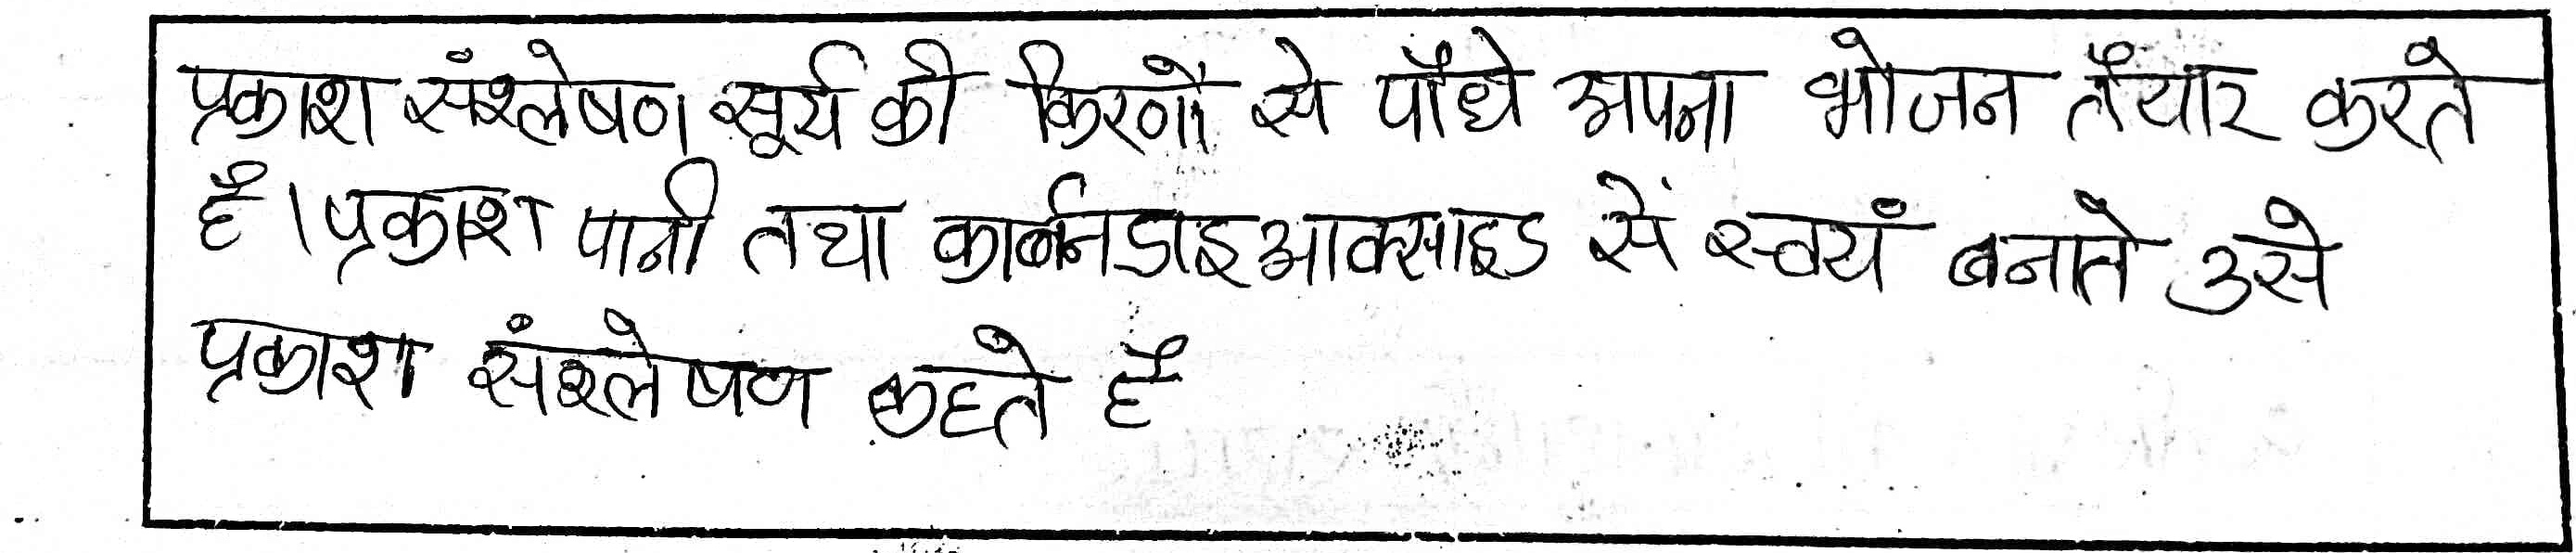 प्रकाश संश्लेषण सूर्य की किरणों से पौधे अपना भोजन तैयार करते
हैं। प्रकाश पानी तथा कार्बनडाइआक्साइड सें स्वयं बनाते उसे
प्रकाश संश्लेषण कहते हैं